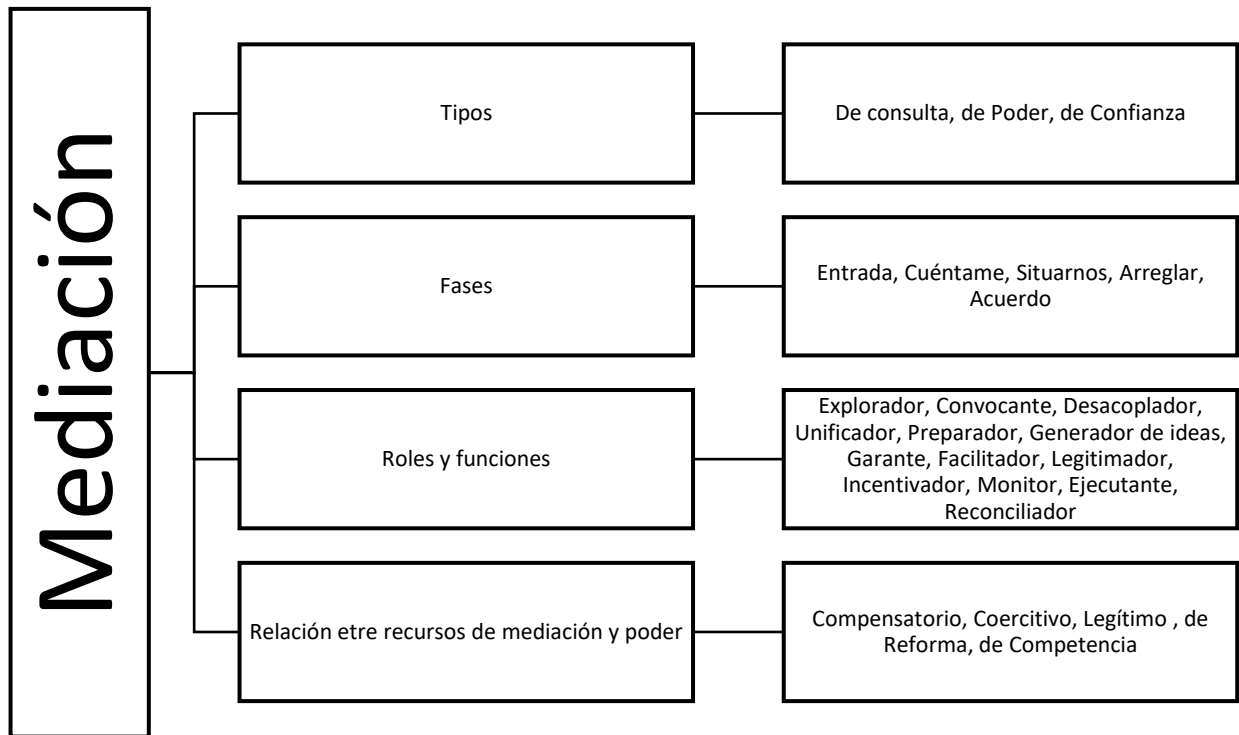 Mediación
Tipos
De consulta, de Poder, de Confianza
Fases
Entrada, Cuéntame, Situarnos, Arreglar,
Acuerdo
Roles y funciones
Explorador, Convocante, Desacoplador,
Unificador, Preparador, Generador de ideas,
Garante, Facilitador, Legitimador,
Incentivador, Monitor, Ejecutante,
Reconciliador
Relación etre recursos de mediación y poder
Compensatorio, Coercitivo, Legítimo , de
Reforma, de Competencia